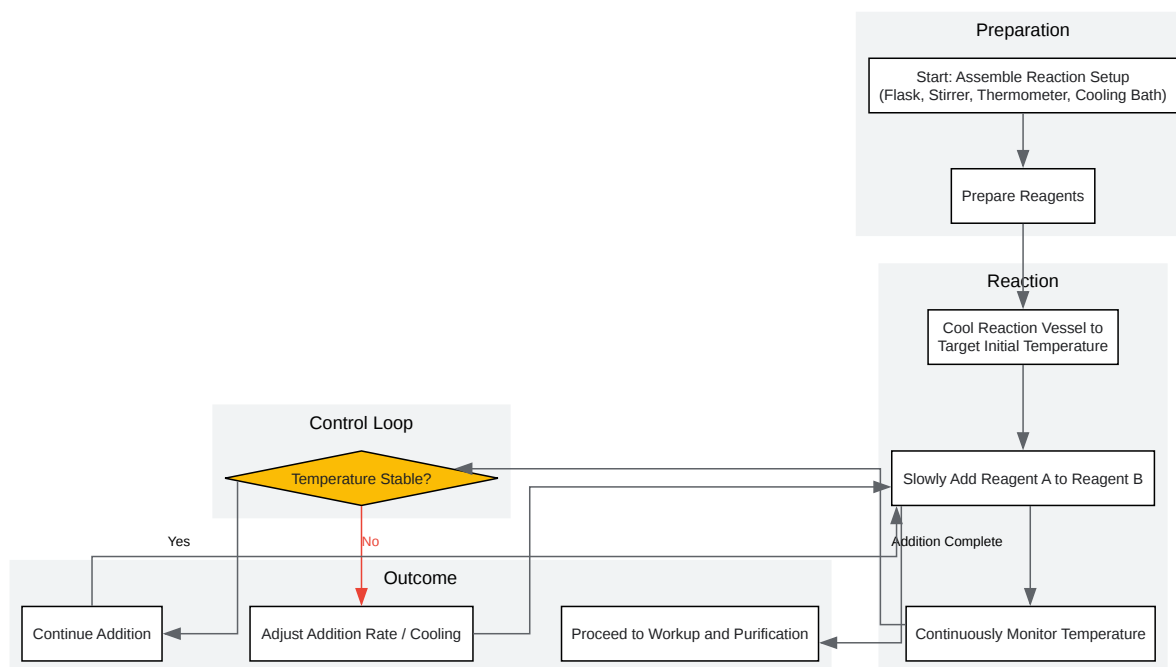 Preparation
Start: Assemble Reaction Setup
(Flask, Stirrer, Thermometer, Cooling Bath)
Prepare Reagents
Reaction
Cool Reaction Vessel to
Target Initial Temperature
Control Loop
Temperature Stable?
Slowly Add Reagent A to Reagent B
Yes
No
Addition Complete
Outcome
Continue Addition
Adjust Addition Rate / Cooling
Proceed to Workup and Purification
Continuously Monitor Temperature